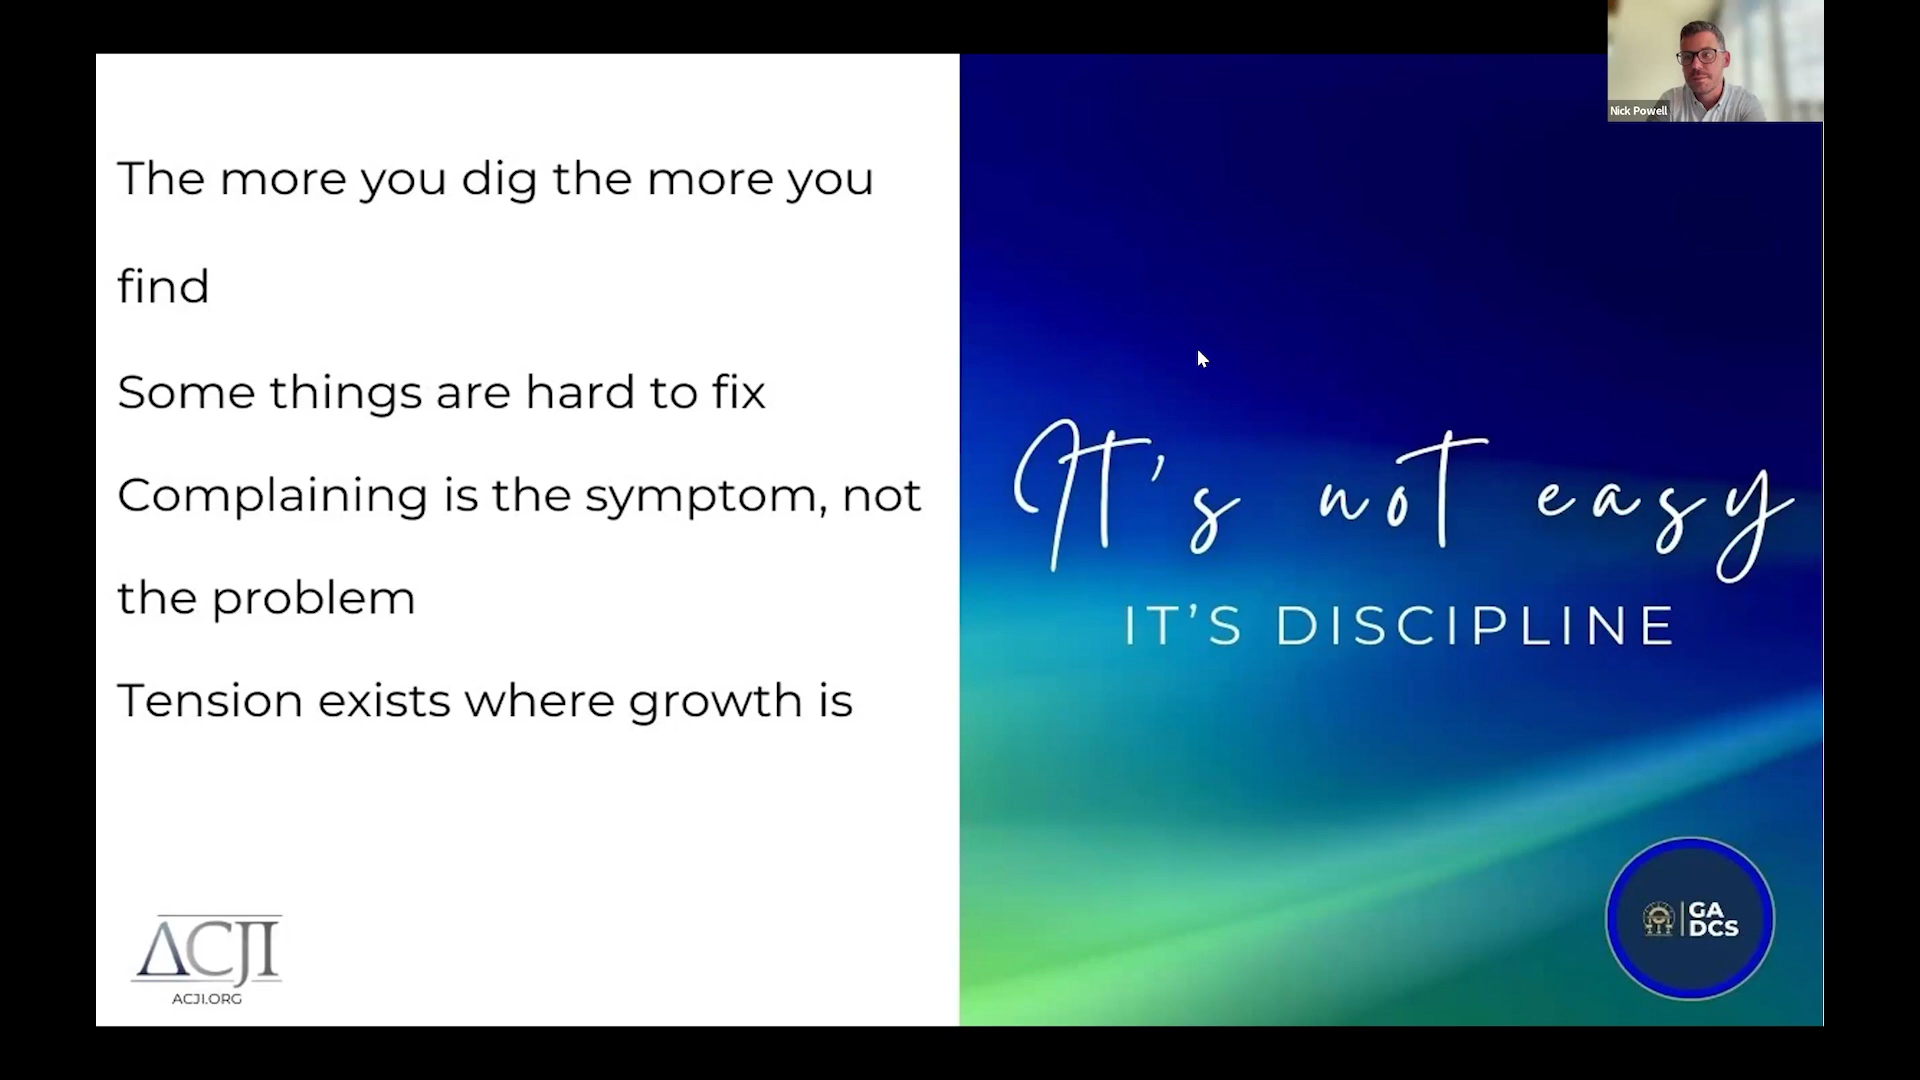 Nick Powell
The more you dig the more you
find
Some things are hard to fix
Complaining is the symptom, not
the problem
Tension exists where growth is
It's not easy
IT'S DISCIPLINE
ACJI
ACJI.ORG
GA
DCS